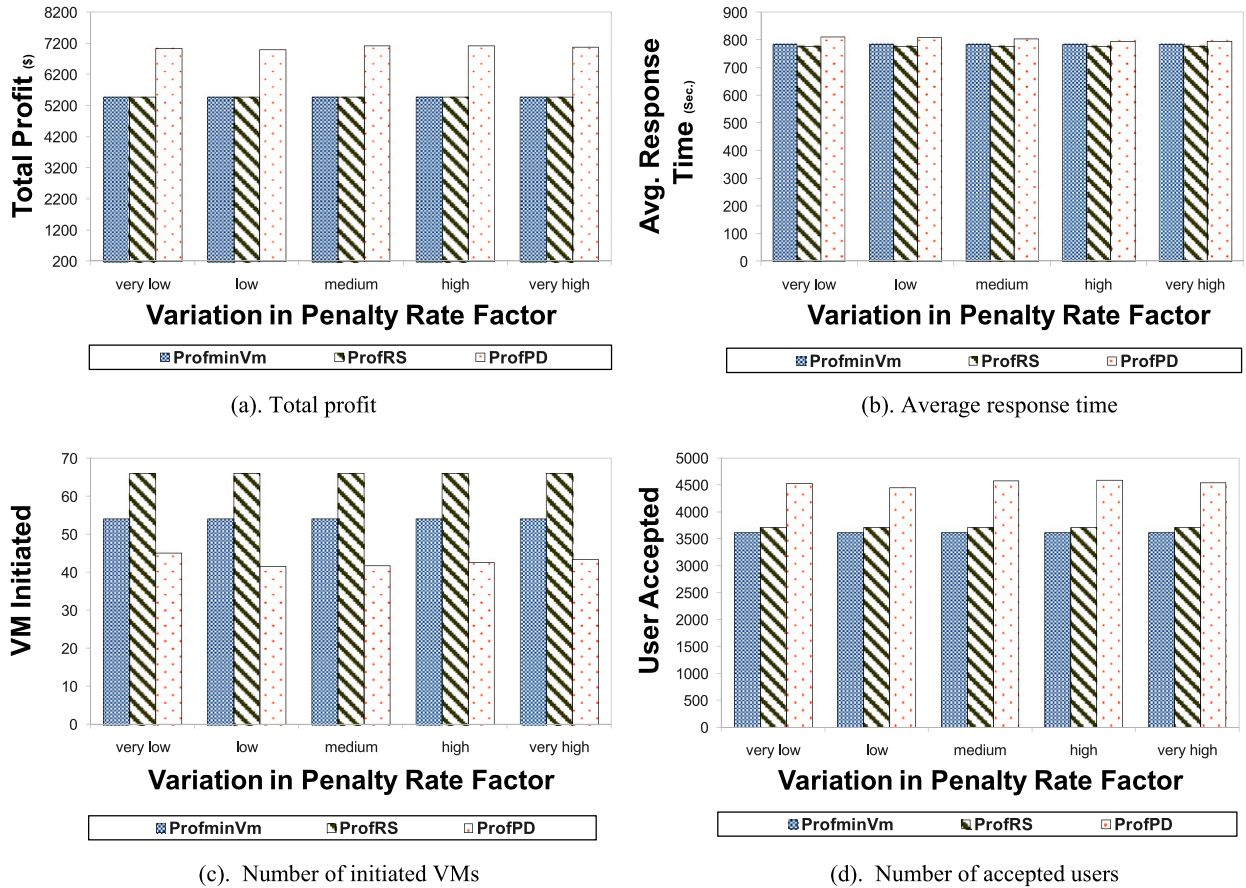 8200
7200
6200
5200
4200
3200
2200
1200
200
Total Profit ($)
very low low medium high very high
Variation in Penalty Rate Factor
ProfminVm ProfRS ProfPD
(a). Total profit
900
800
700
600
500
400
300
200
100
0
Avg. Response
Time (Sec.)
very low low medium high very high
Variation in Penalty Rate Factor
ProfminVm ProfRS ProfPD
(b). Average response time
70
60
50
40
30
20
10
0
VM Initiated
very low low medium high very high
Variation in Penalty Rate Factor
ProfminVm ProfRS ProfPD
(c). Number of initiated VMs
5000
4500
4000
3500
3000
2500
2000
1500
1000
500
0
User Accepted
very low low medium high very high
Variation in Penalty Rate Factor
ProfminVm ProfRS ProfPD
(d). Number of accepted users